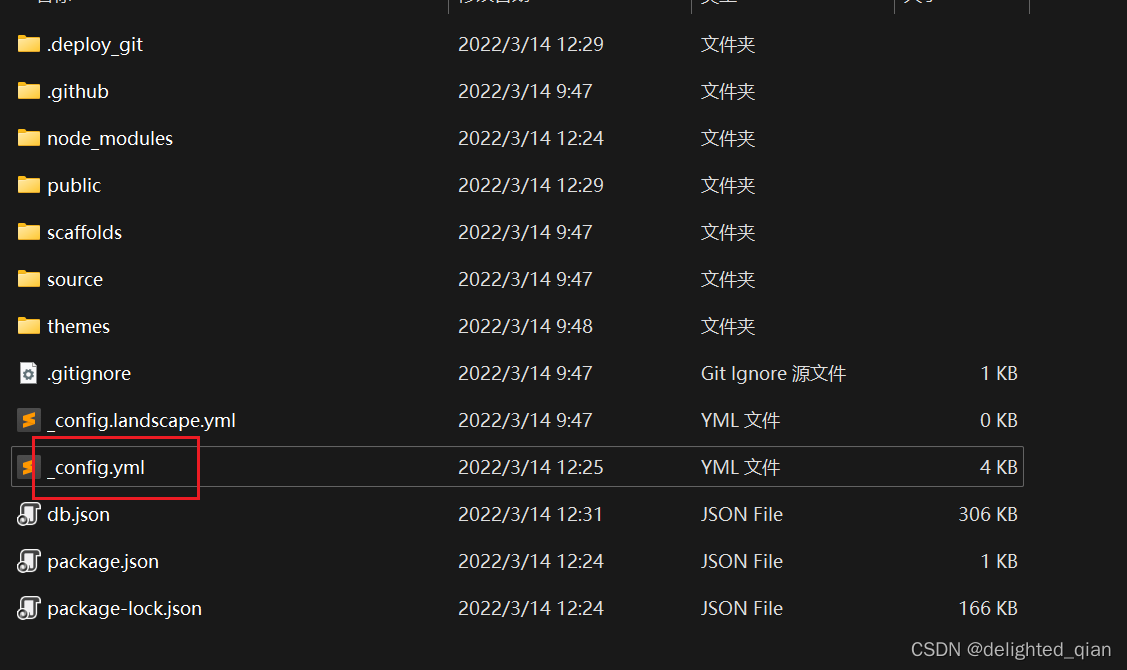 .deploy_git 2022/3/14 12:29 文件夹
.github 2022/3/14 9:47 文件夹
node_modules 2022/3/14 12:24 文件夹
public 2022/3/14 12:29 文件夹
scaffolds 2022/3/14 9:47 文件夹
source 2022/3/14 9:47 文件夹
themes 2022/3/14 9:48 文件夹
.gitignore 2022/3/14 9:47 Git Ignore 源文件 1 KB
_config.landscape.yml 2022/3/14 9:47 YML 文件 0 KB
_config.yml 2022/3/14 12:25 YML 文件 4 KB
db.json 2022/3/14 12:31 JSON File 306 KB
package.json 2022/3/14 12:24 JSON File 1 KB
package-lock.json 2022/3/14 12:24 JSON File 166 KB
CSDN @delighted_qian